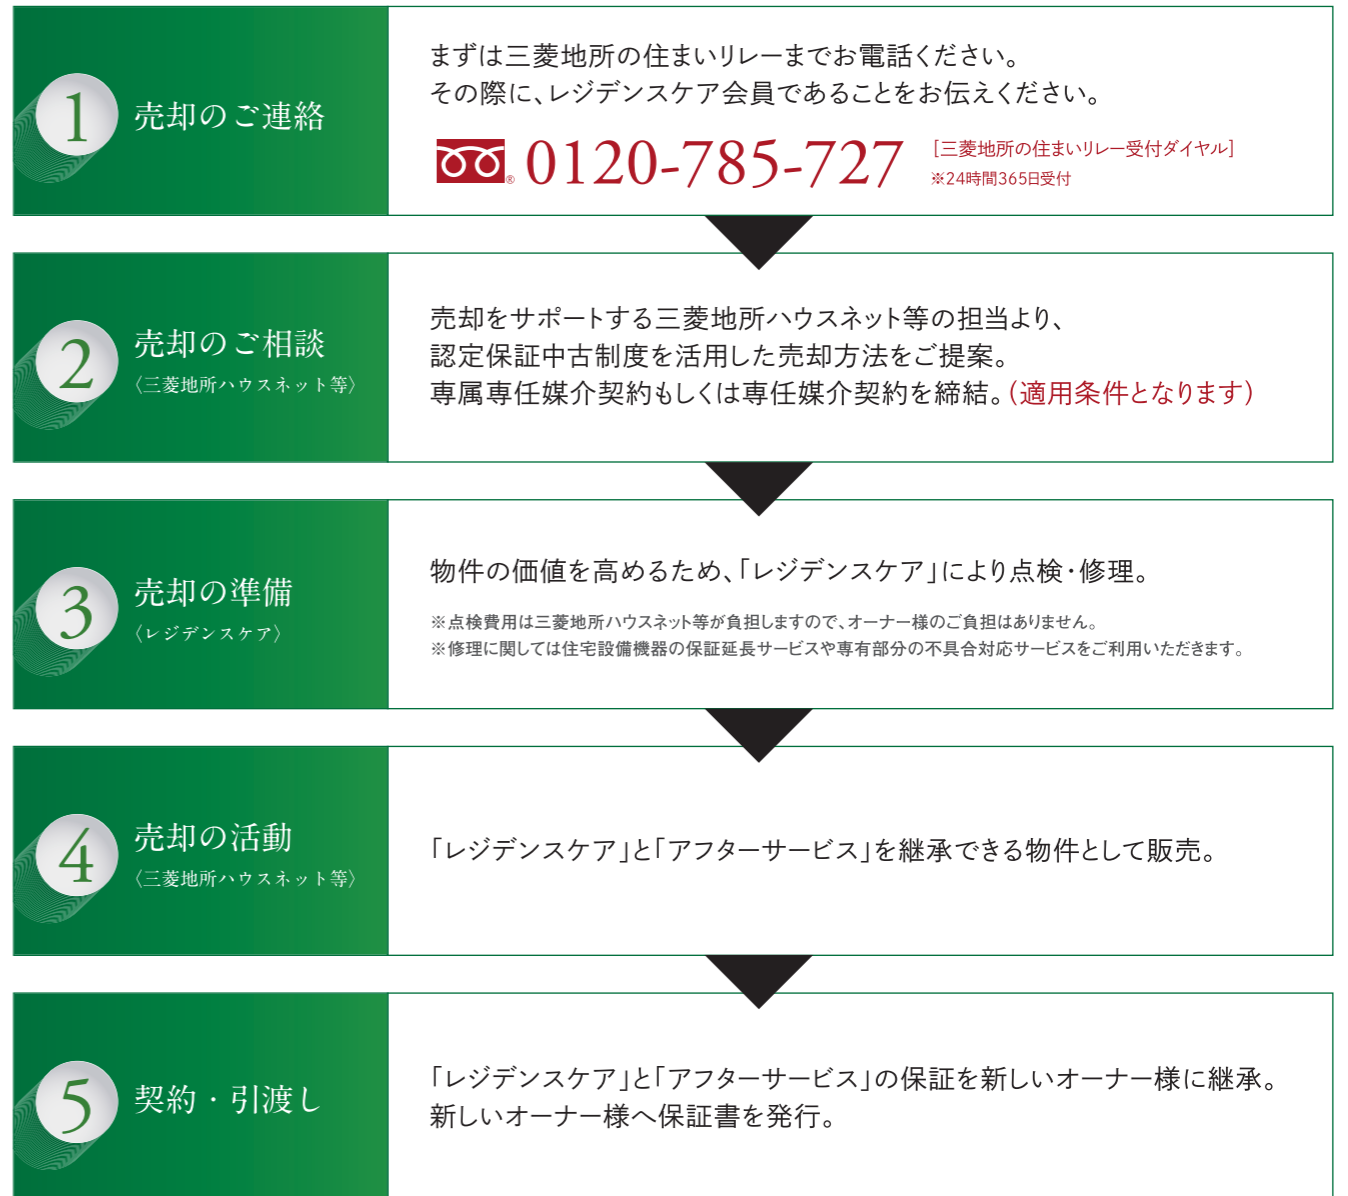 1
売却のご連絡
まずは三菱地所の住まいリレーまでお電話ください。
その際に、レジデンスケア会員であることをお伝えください。
® 0120-785-727
［三菱地所の住まいリレー受付ダイヤル］
※24時間365日受付
2
売却のご相談
〈三菱地所ハウスネット等〉
売却をサポートする三菱地所ハウスネット等の担当より、
認定保証中古制度を活用した売却方法をご提案。
専属専任媒介契約もしくは専任媒介契約を締結。（適用条件となります）
3
売却の準備
〈レジデンスケア〉
物件の価値を高めるため、「レジデンスケア」により点検・修理。
※点検費用は三菱地所ハウスネット等が負担しますので、オーナー様のご負担はありません。
※修理に関しては住宅設備機器の保証延長サービスや専有部分の不具合対応サービスをご利用いただきます。
4
売却の活動
〈三菱地所ハウスネット等〉
「レジデンスケア」と「アフターサービス」を継承できる物件として販売。
5
契約・引渡し
「レジデンスケア」と「アフターサービス」の保証を新しいオーナー様に継承。
新しいオーナー様へ保証書を発行。